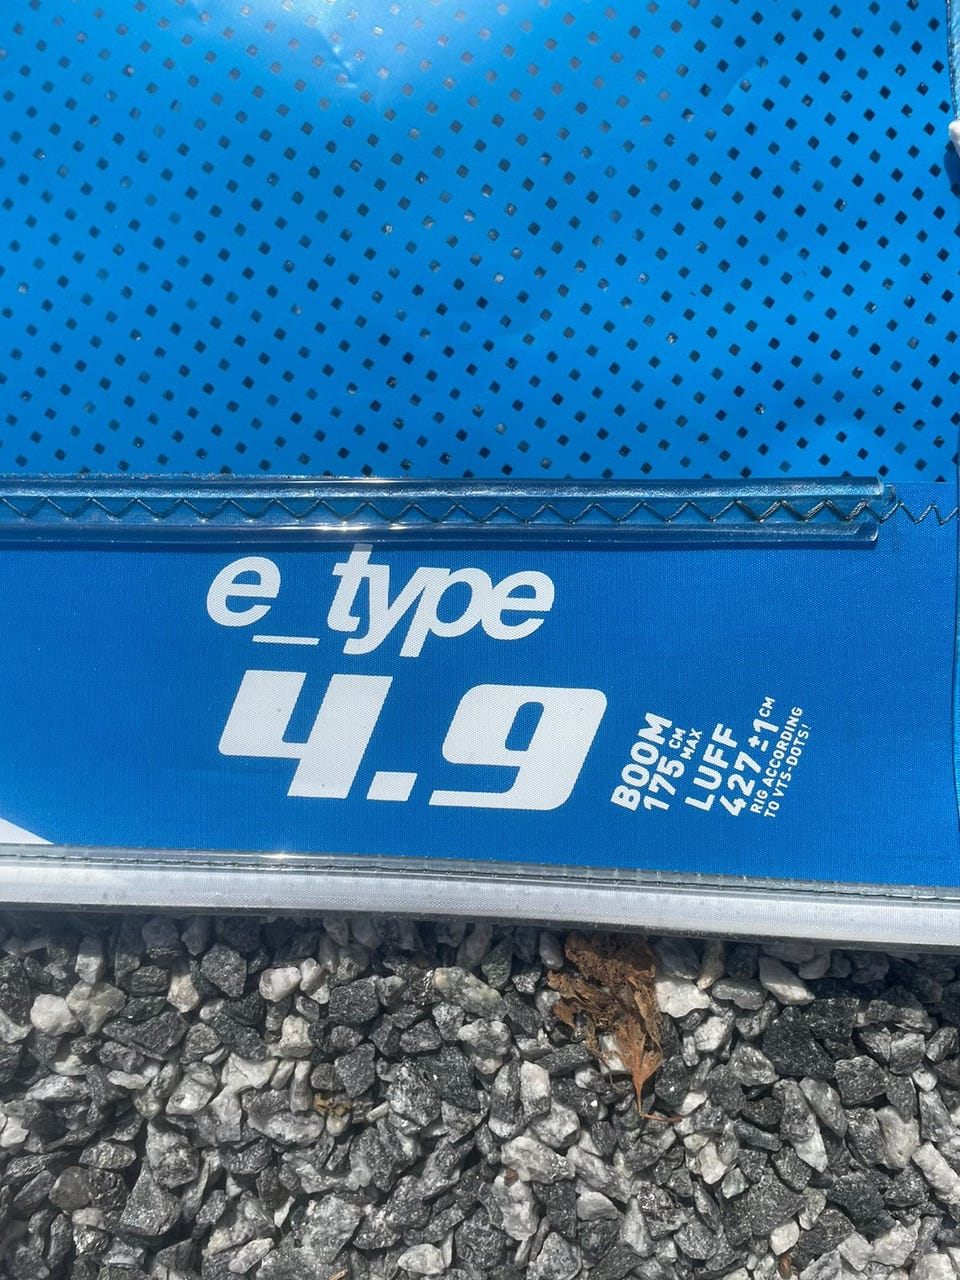 e_type
4.9
BOOM
175 CM MAX
LUFF
427 ±1 CM
RIG ACCORDING
TO VTS-DOTS!